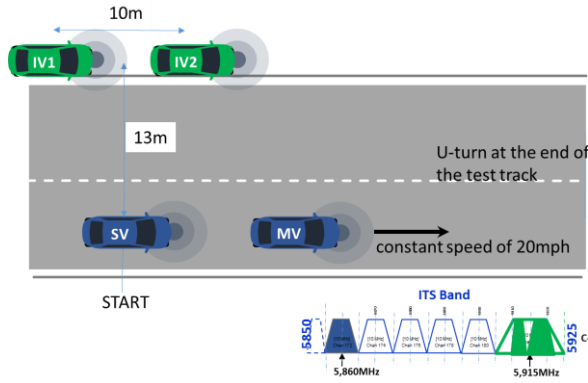 10m
IV1
IV2
13m
U-turn at the end of
the test track
SV
MV
constant speed of 20mph
START
ITS Band
5850
5925
5,860MHz
5,915MHz